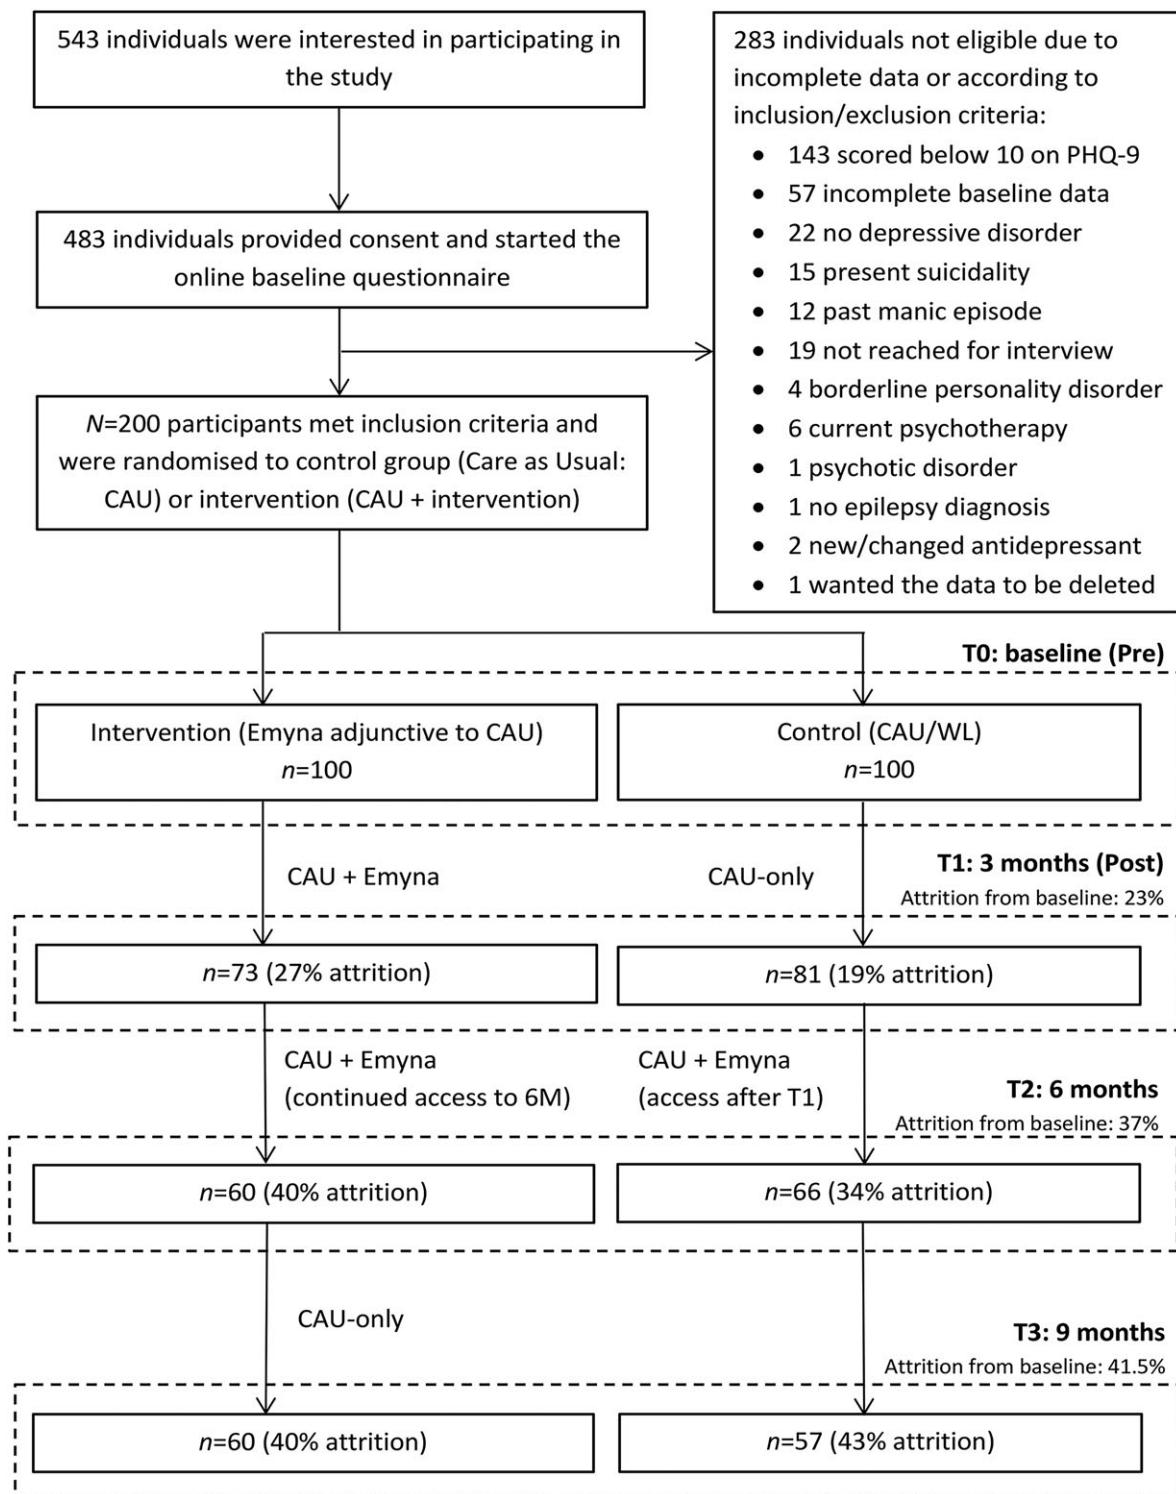 543 individuals were interested in participating in
the study
283 individuals not eligible due to
incomplete data or according to
inclusion/exclusion criteria:
• 143 scored below 10 on PHQ-9
• 57 incomplete baseline data
• 22 no depressive disorder
• 15 present suicidality
• 12 past manic episode
• 19 not reached for interview
• 4 borderline personality disorder
• 6 current psychotherapy
• 1 psychotic disorder
• 1 no epilepsy diagnosis
• 2 new/changed antidepressant
• 1 wanted the data to be deleted
483 individuals provided consent and started the
online baseline questionnaire
N=200 participants met inclusion criteria and
were randomised to control group (Care as Usual:
CAU) or intervention (CAU + intervention)
T0: baseline (Pre)
Intervention (Emyna adjunctive to CAU)
n=100
Control (CAU/WL)
n=100
CAU + Emyna
CAU-only
T1: 3 months (Post)
Attrition from baseline: 23%
n=73 (27% attrition)
n=81 (19% attrition)
CAU + Emyna
(continued access to 6M)
CAU + Emyna
(access after T1)
T2: 6 months
Attrition from baseline: 37%
n=60 (40% attrition)
n=66 (34% attrition)
CAU-only
T3: 9 months
Attrition from baseline: 41.5%
n=60 (40% attrition)
n=57 (43% attrition)